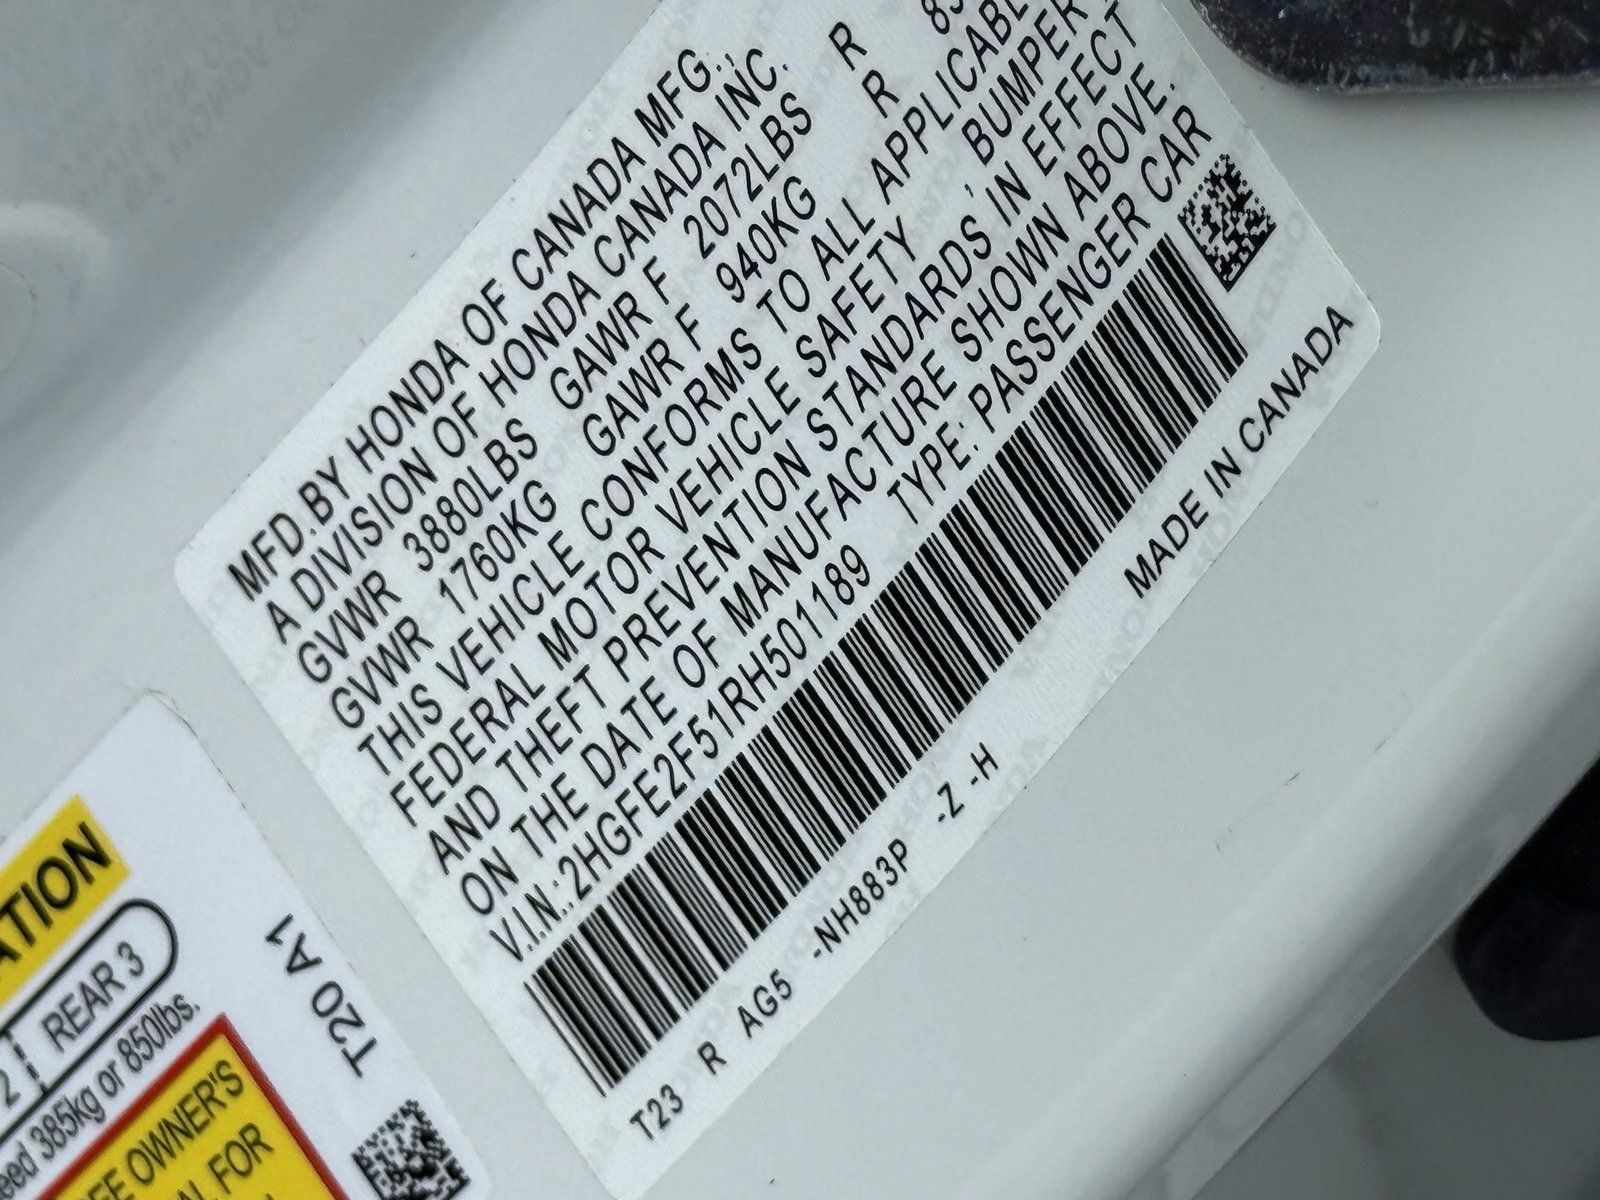 MFD.BY HONDA OF CANADA MFG.,
A DIVISION OF HONDA CANADA INC.
GVWR 3880LBS GAWR F 2072LBS R
GVWR 1760KG GAWR F 940KG R
THIS VEHICLE CONFORMS TO ALL
FEDERAL MOTOR VEHICLE SAFETY, BUMPER
AND THEFT PREVENTION STANDARDS IN EFFECT
ON THE DATE OF MANUFACTURE SHOWN ABOVE.
V.I.N.:2HGFE2F51RH501189 TYPE: PASSENGER CAR
MADE IN CANADA
T23 R AG5 -NH883P -Z -H
T20 A1
2 REAR 3
385kg or 850lbs.
OWNER'S
FOR